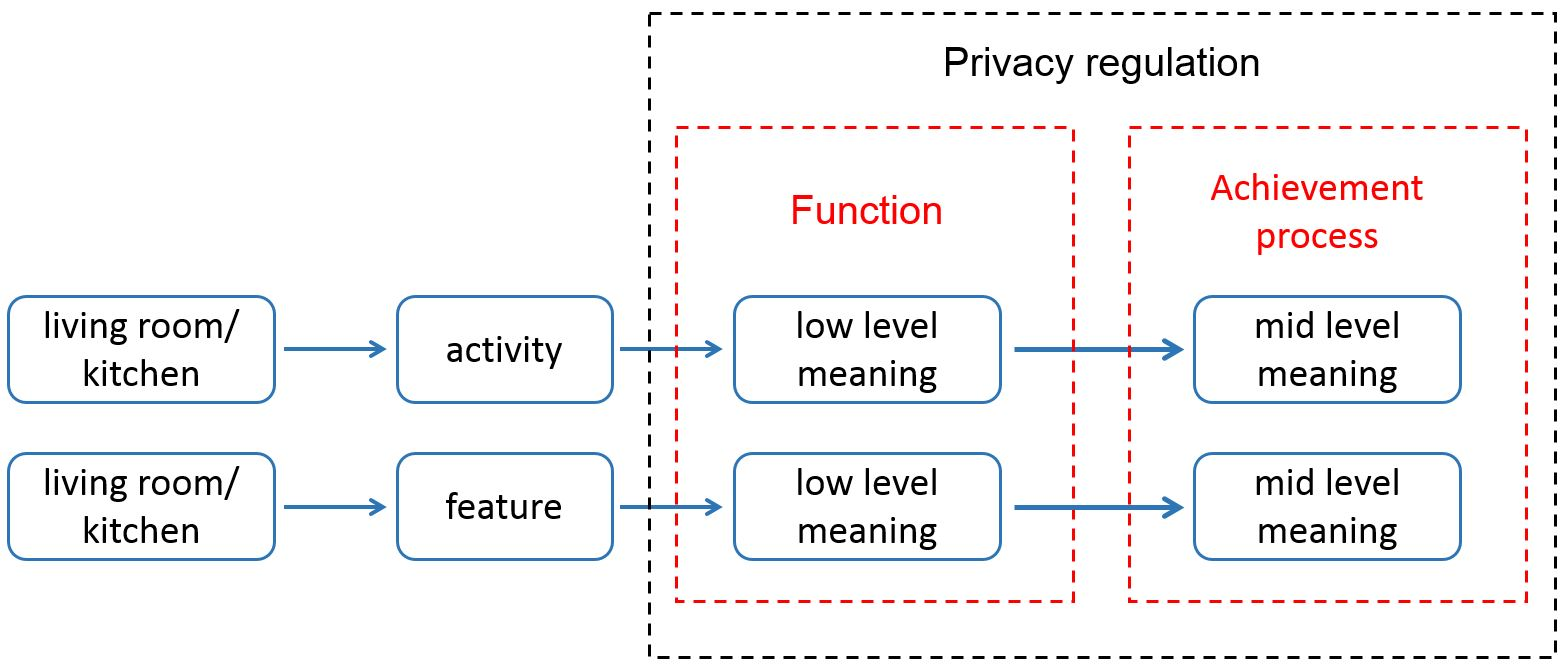 Privacy regulation
Function
Achievement
process
living room/
kitchen
activity
low level
meaning
mid level
meaning
living room/
kitchen
feature
low level
meaning
mid level
meaning